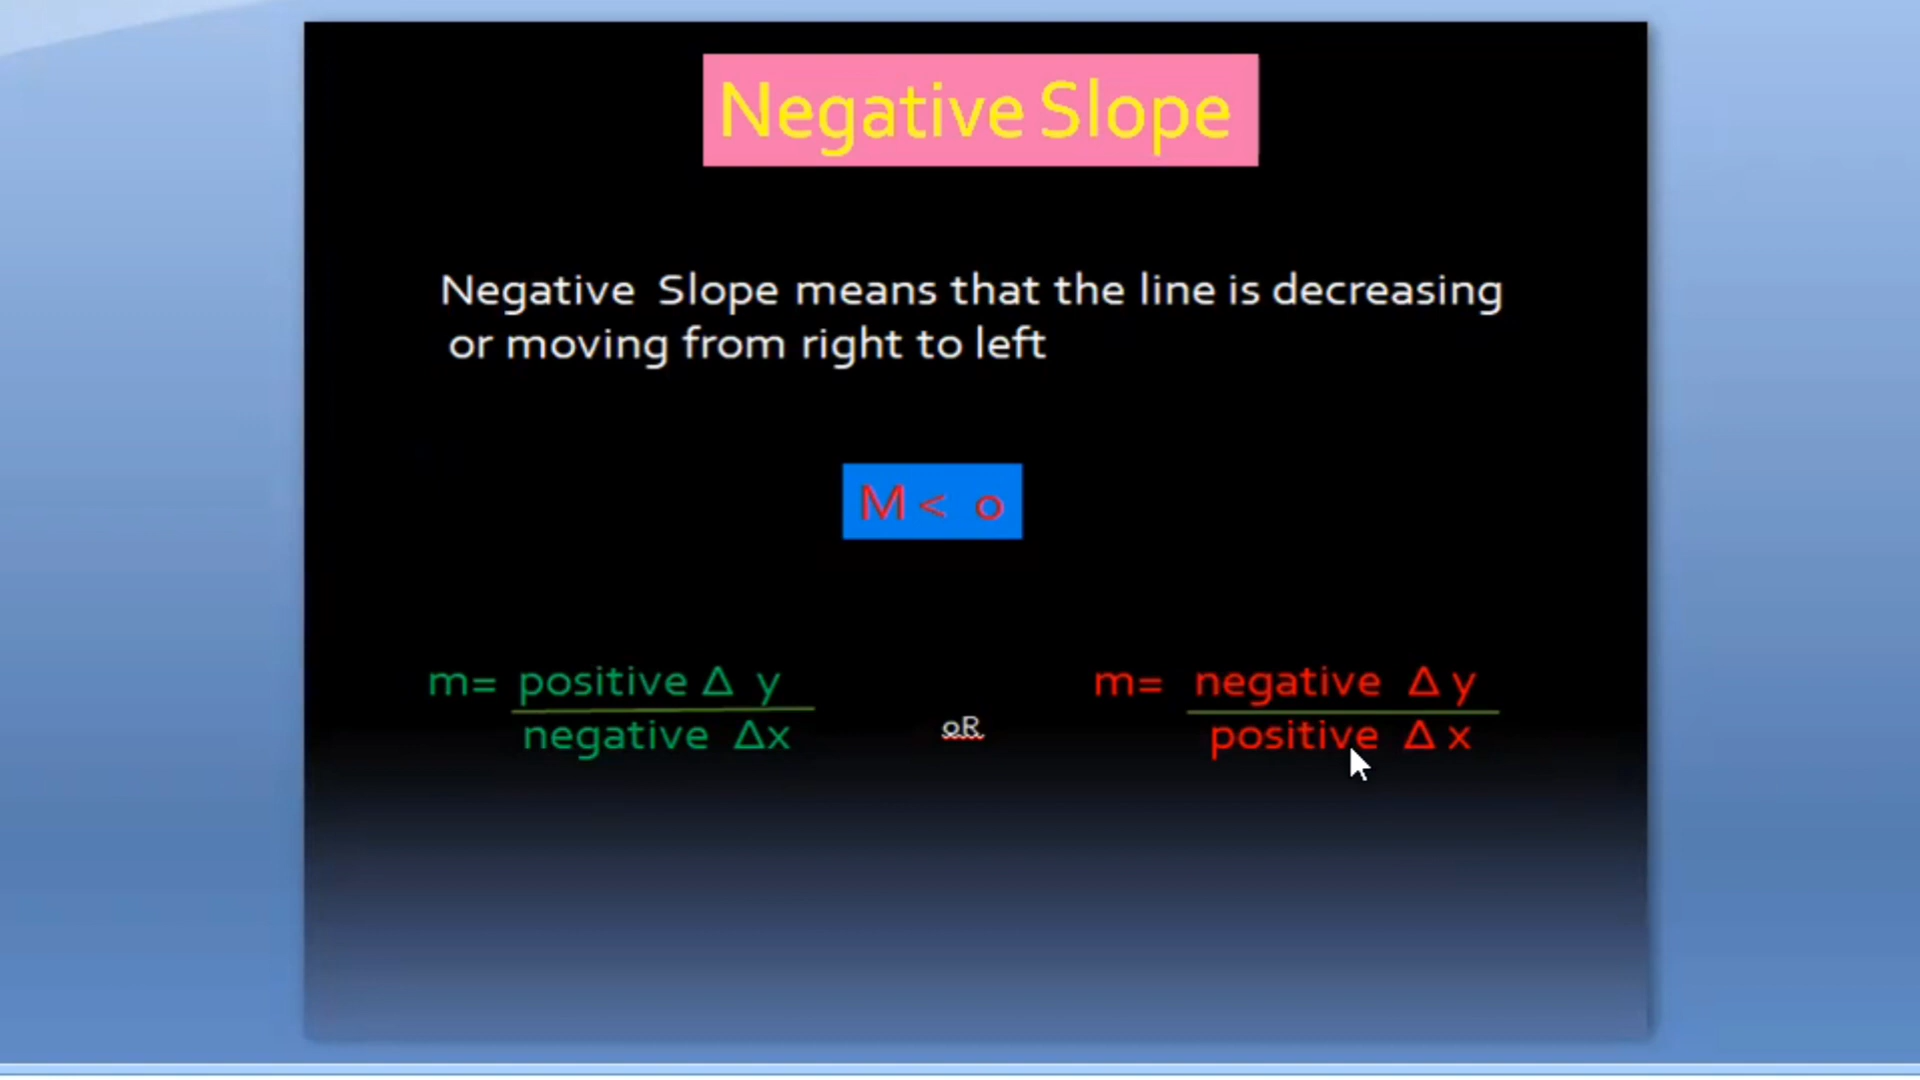 Negative Slope
Negative Slope means that the line is decreasing
or moving from right to left
M < 0
m= positive Δ y
negative Δx
oR
m= negative Δ y
positive Δ x